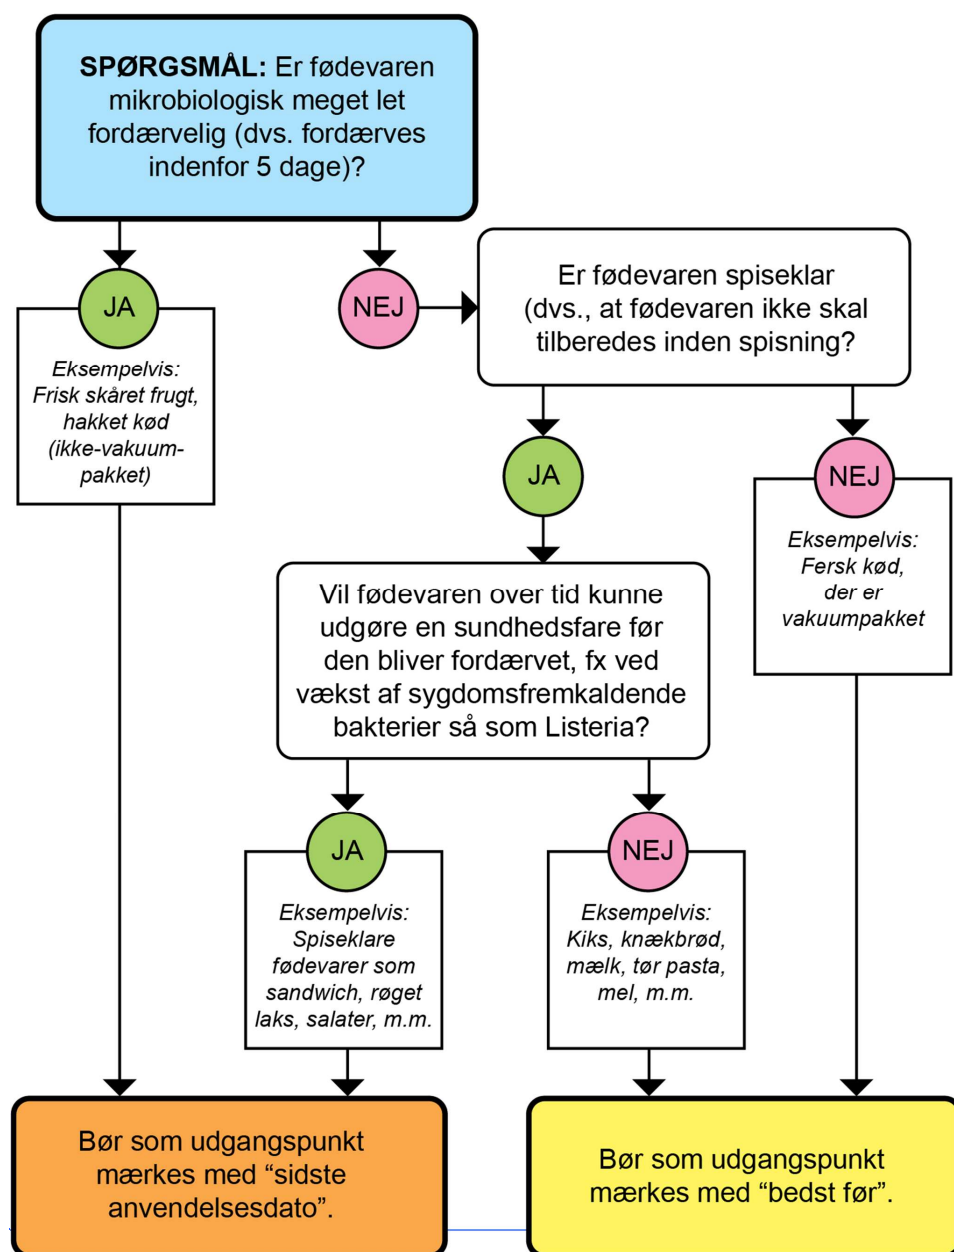 SPØRGSMÅL: Er fødevaren
mikrobiologisk meget let
fordærvelig (dvs. fordærves
indenfor 5 dage)?
JA
NEJ
Eksempelvis:
Frisk skåret frugt,
hakket kød
(ikke-vakuum-
pakket)
Er fødevaren spiseklar
(dvs., at fødevaren ikke skal
tilberedes inden spisning?
JA
NEJ
Eksempelvis:
Fersk kød,
der er
vakuumpakket
Vil fødevaren over tid kunne
udgøre en sundhedsfare før
den bliver fordærvet, fx ved
vækst af sygdomsfremkaldende
bakterier så som Listeria?
JA
Eksempelvis:
Spiseklare
fødevarer som
sandwich, røget
laks, salater, m.m.
NEJ
Eksempelvis:
Kiks, knækbrød,
mælk, tør pasta,
mel, m.m.
Bør som udgangspunkt
mærkes med “sidste
anvendelsesdato”.
Bør som udgangspunkt
mærkes med “bedst før”.